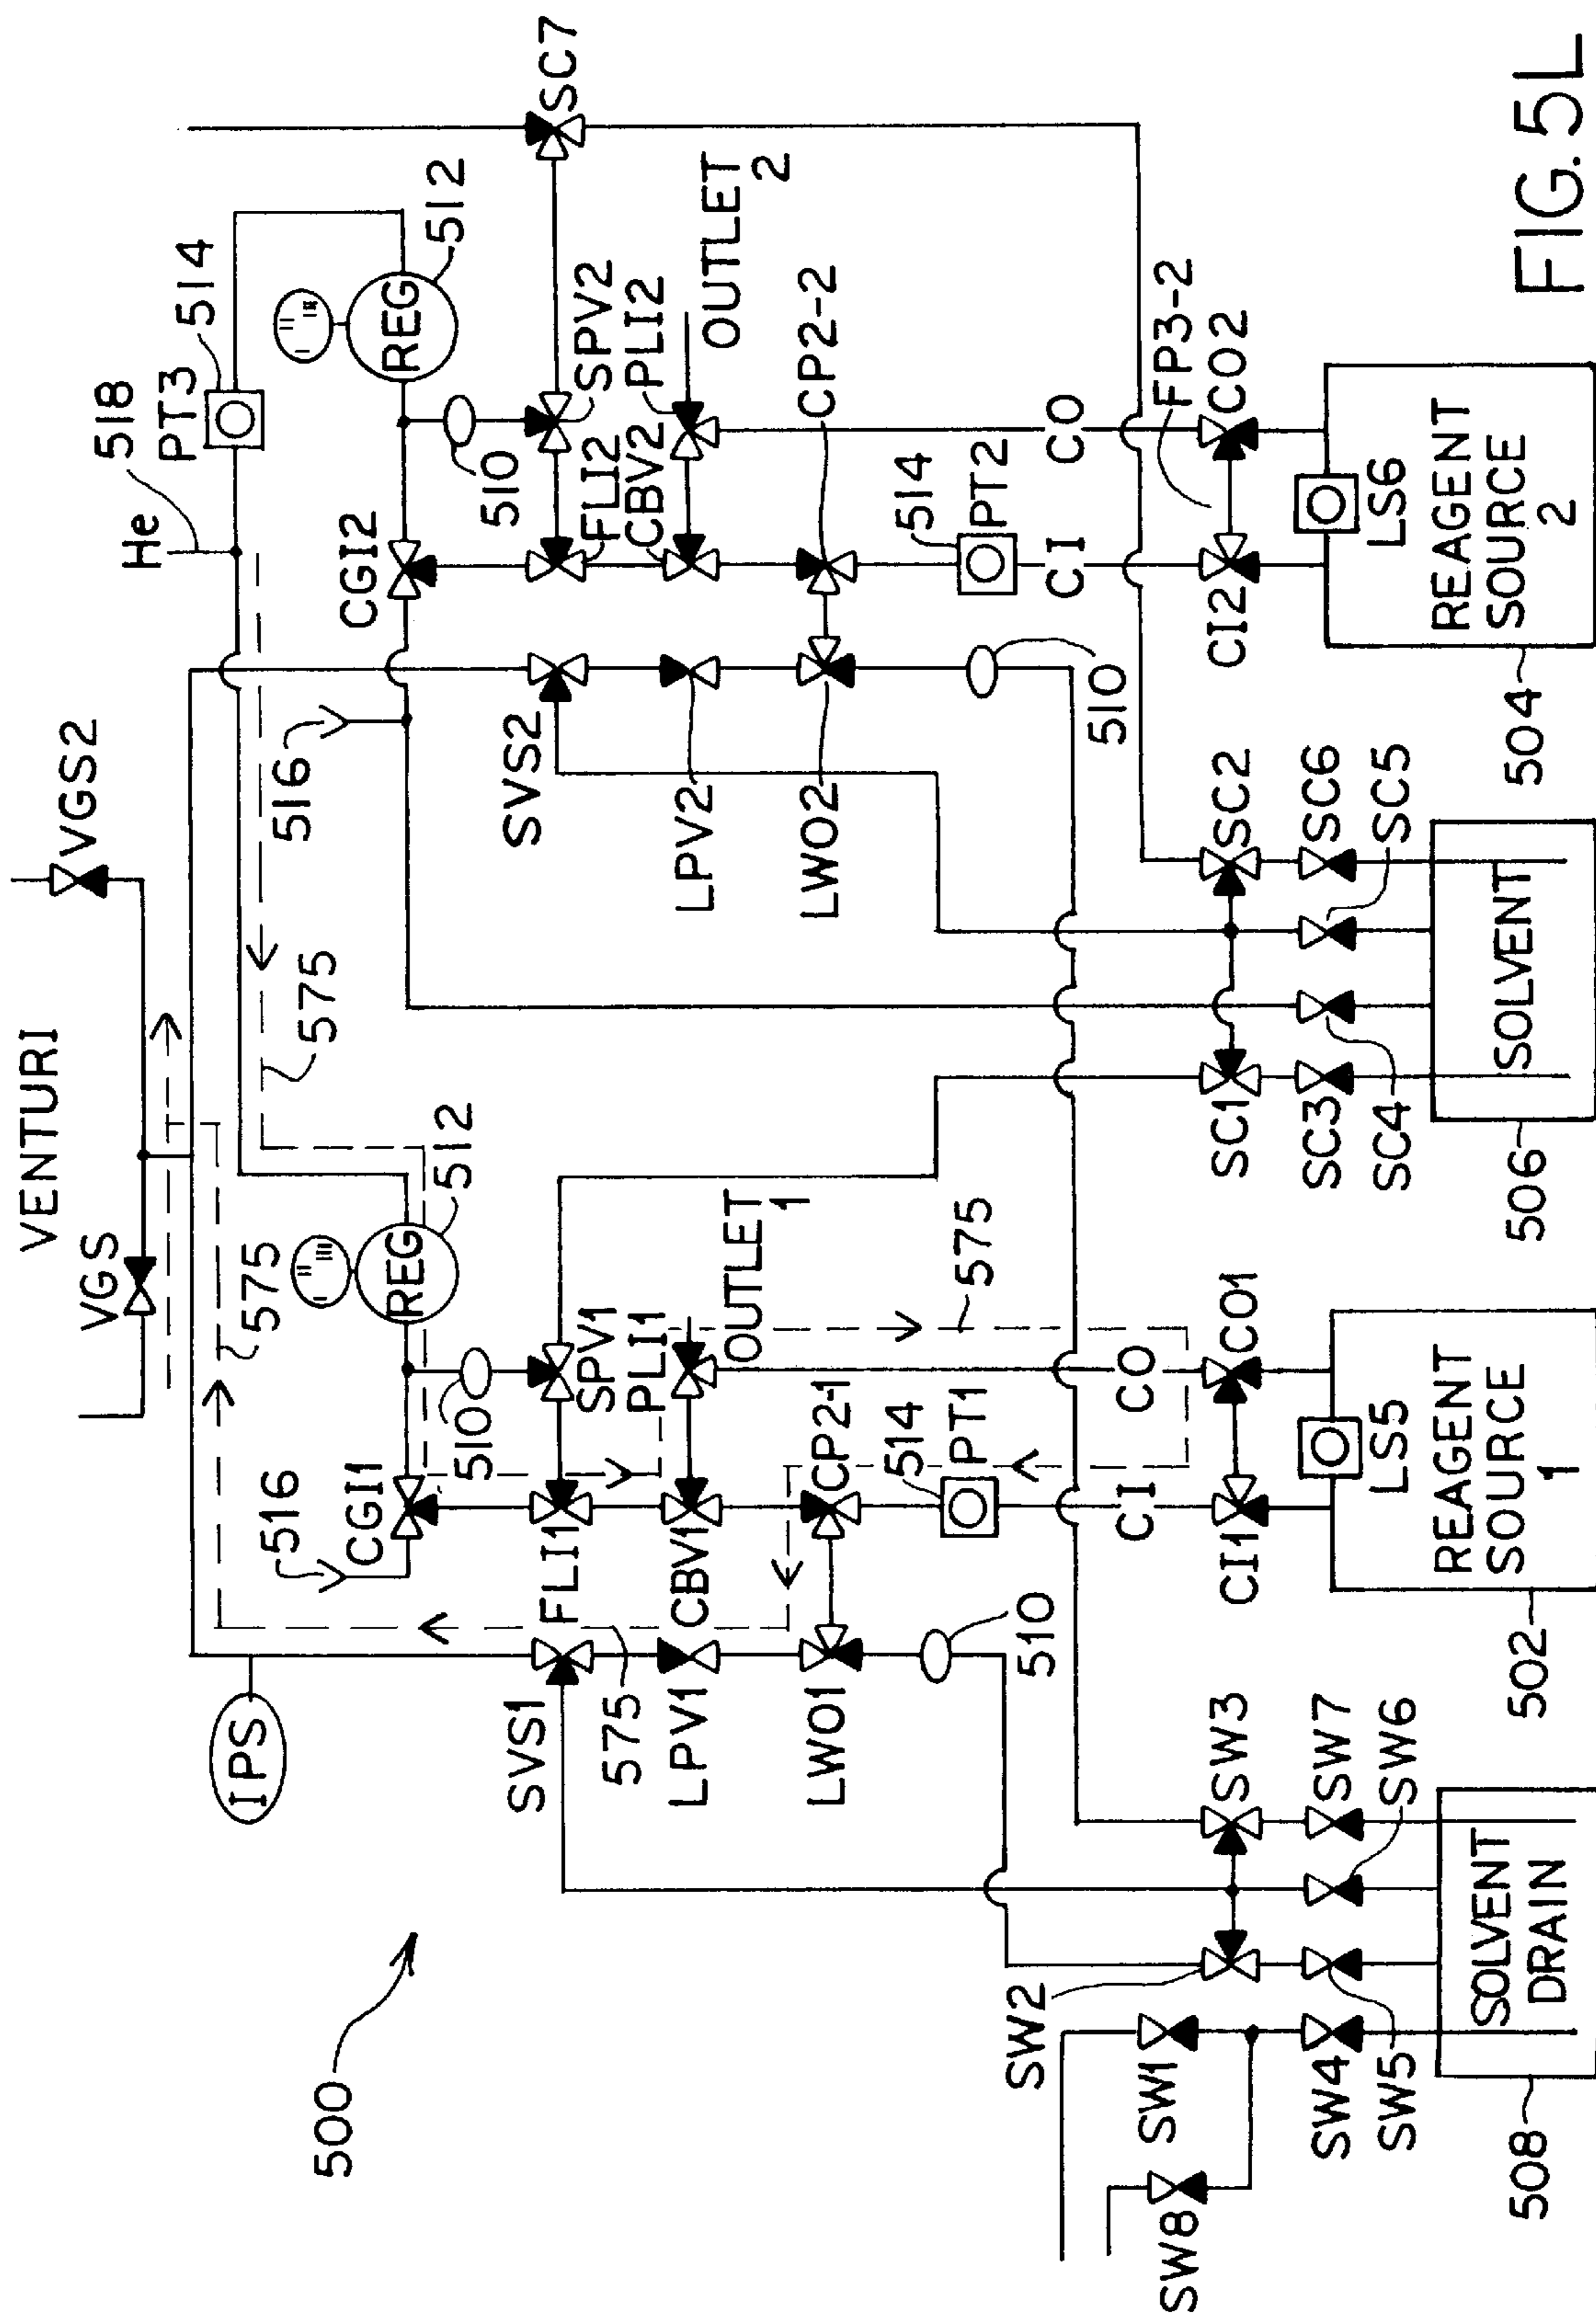 500
VENTURI
VGS
VGS2
He
518
PT3
514
IPS
516
575
516
575
REG
512
REG
512
CGI1
CGI2
510
510
SC7
SVS1
FLI1
SPV1
SVS2
FLI2
SPV2
575
LPV1
CBV1
PLI1
OUTLET
1
LPV2
CBV2
PLI2
OUTLET
2
LWO1
CP2-1
LWO2
CP2-2
510
514
PT1
575
510
514
PT2
CI
CO
CI
CO
FP3-2
SW2
SW1
SW8
SW3
CI1
CO1
SC1
SC2
CI2
CO2
SW4
SW7
SC3
SC6
SW5
SW6
LS5
SC4
SC5
LS6
SOLVENT
DRAIN
REAGENT
SOURCE
1
SOLVENT
REAGENT
SOURCE
2
508
502
506
504
FIG. 5L